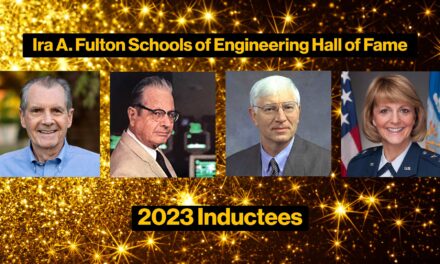 Ira A. Fulton Schools of Engineering Hall of Fame
2023 Inductees